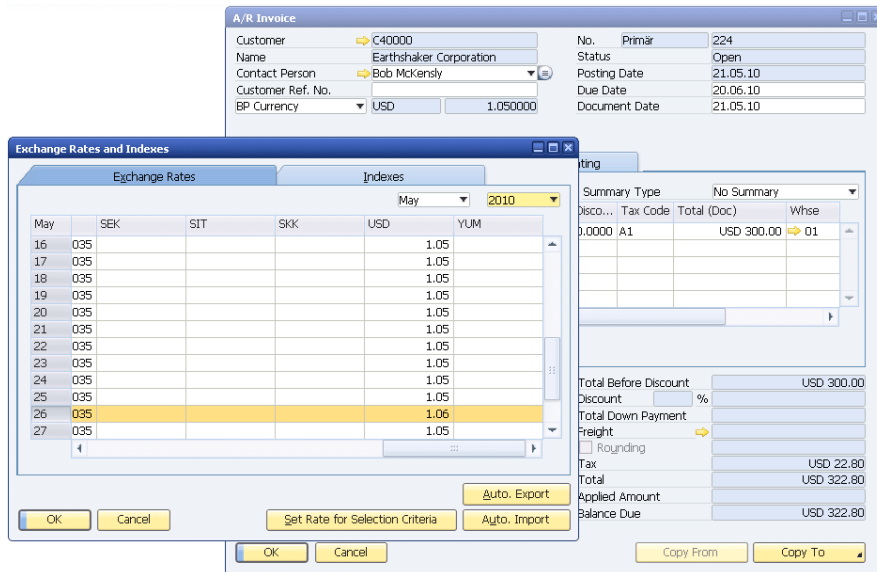 A/R Invoice
Customer C40000 No. Primär 224
Name Earthshaker Corporation Status Open
Contact Person Bob McKensly Posting Date 21.05.10
Customer Ref. No. Due Date 20.06.10
BP Currency USD 1.050000 Document Date 21.05.10
Exchange Rates and Indexes
Exchange Rates Indexes
May 2010
May SEK SIT SKK USD YUM
16 035 1.05
17 035 1.05
18 035 1.05
19 035 1.05
20 035 1.05
21 035 1.05
22 035 1.05
23 035 1.05
24 035 1.05
25 035 1.05
26 035 1.06
27 035 1.05
Auto. Export
OK Cancel Set Rate for Selection Criteria Auto. Import
ting
Summary Type No Summary
Disco... Tax Code Total (Doc) Whse
0.0000 A1 USD 300.00 01
Total Before Discount USD 300.00
Discount %
Total Down Payment
Freight
Rounding
Tax USD 22.80
Total USD 322.80
Applied Amount
Balance Due USD 322.80
OK Cancel Copy From Copy To